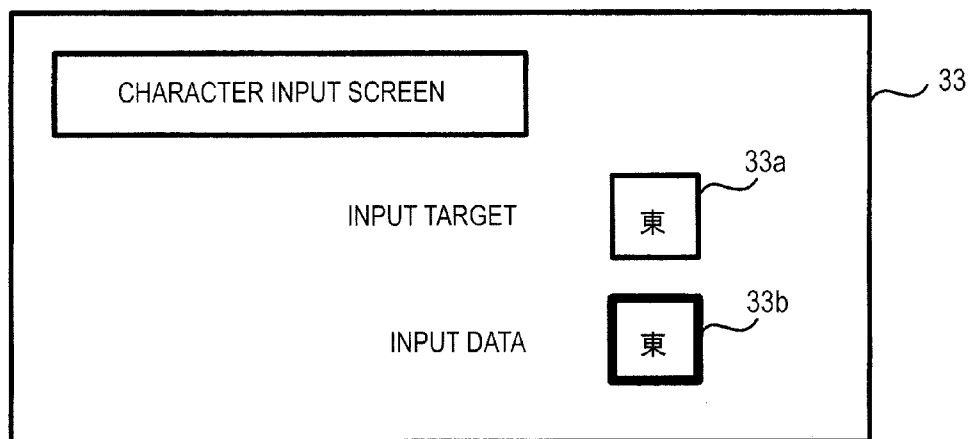 CHARACTER INPUT SCREEN
33
33a
INPUT TARGET 東
33b
INPUT DATA 東